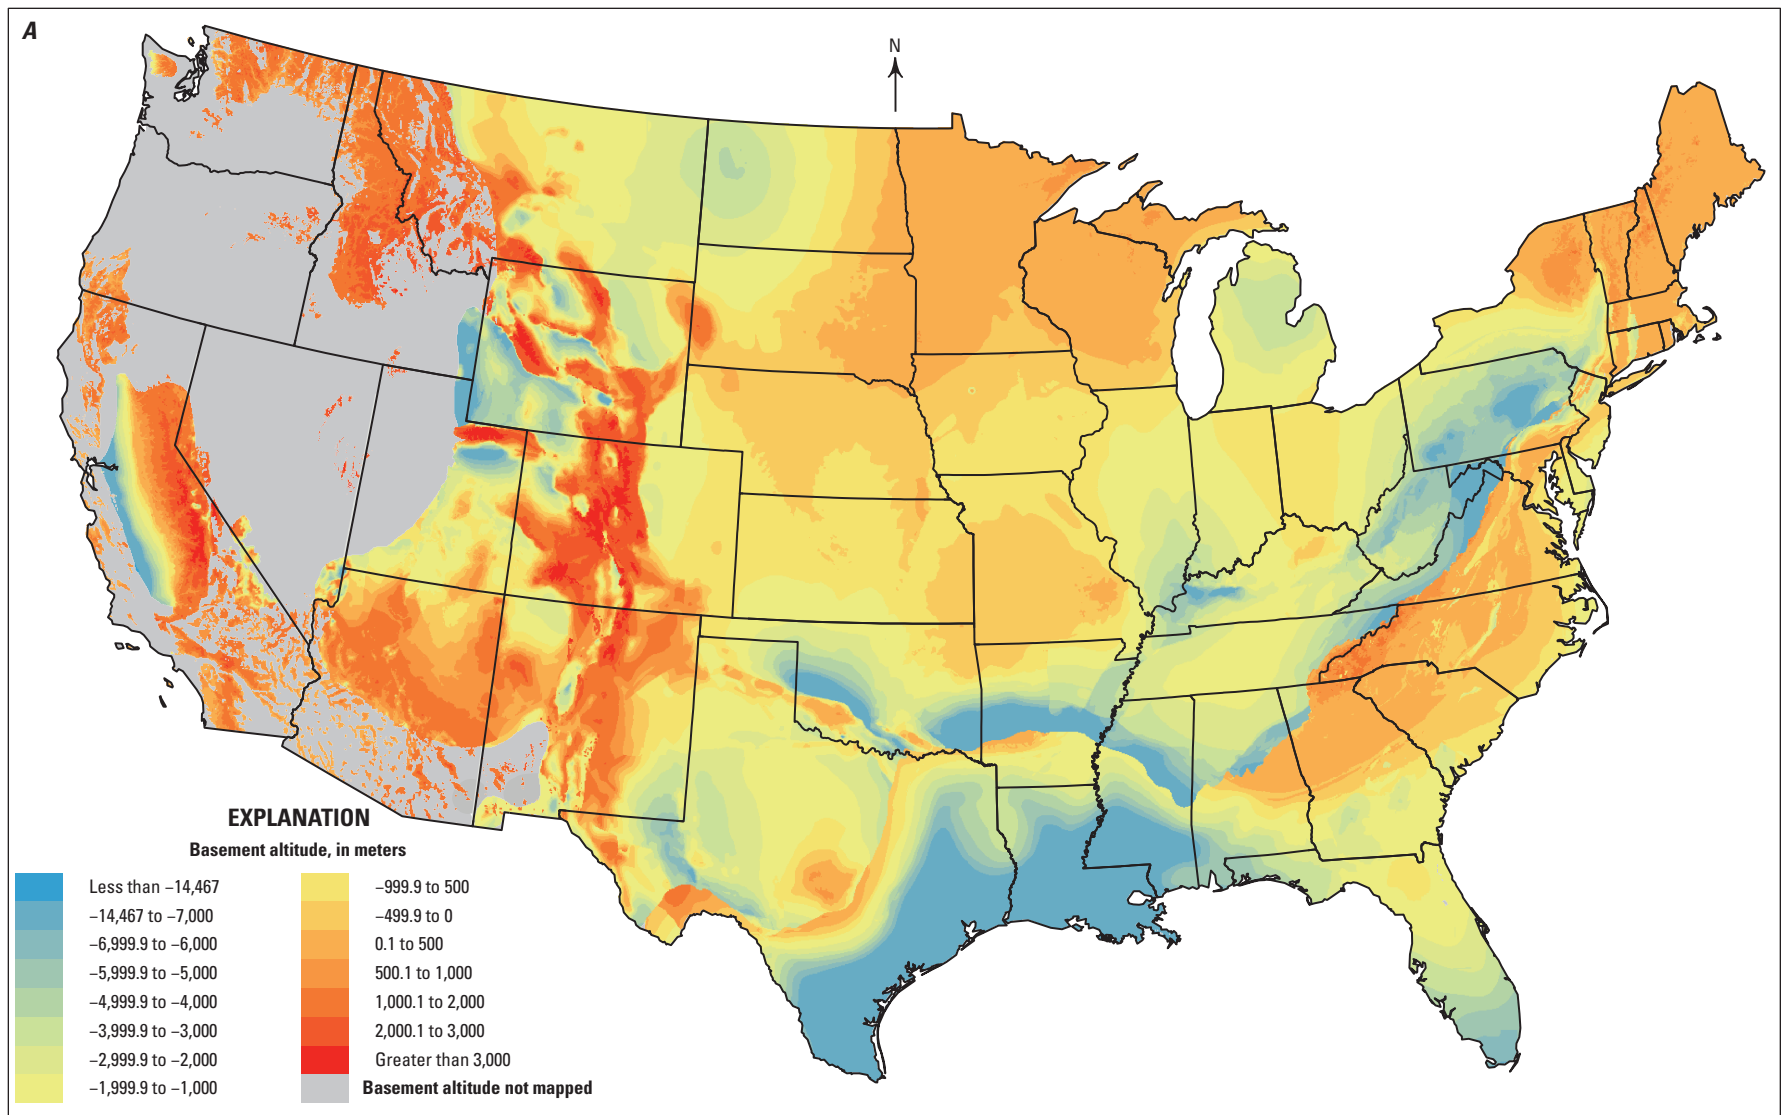 A
N
EXPLANATION
Basement altitude, in meters
Less than −14,467
−14,467 to −7,000
−6,999.9 to −6,000
−5,999.9 to −5,000
−4,999.9 to −4,000
−3,999.9 to −3,000
−2,999.9 to −2,000
−1,999.9 to −1,000
−999.9 to 500
−499.9 to 0
0.1 to 500
500.1 to 1,000
1,000.1 to 2,000
2,000.1 to 3,000
Greater than 3,000
Basement altitude not mapped